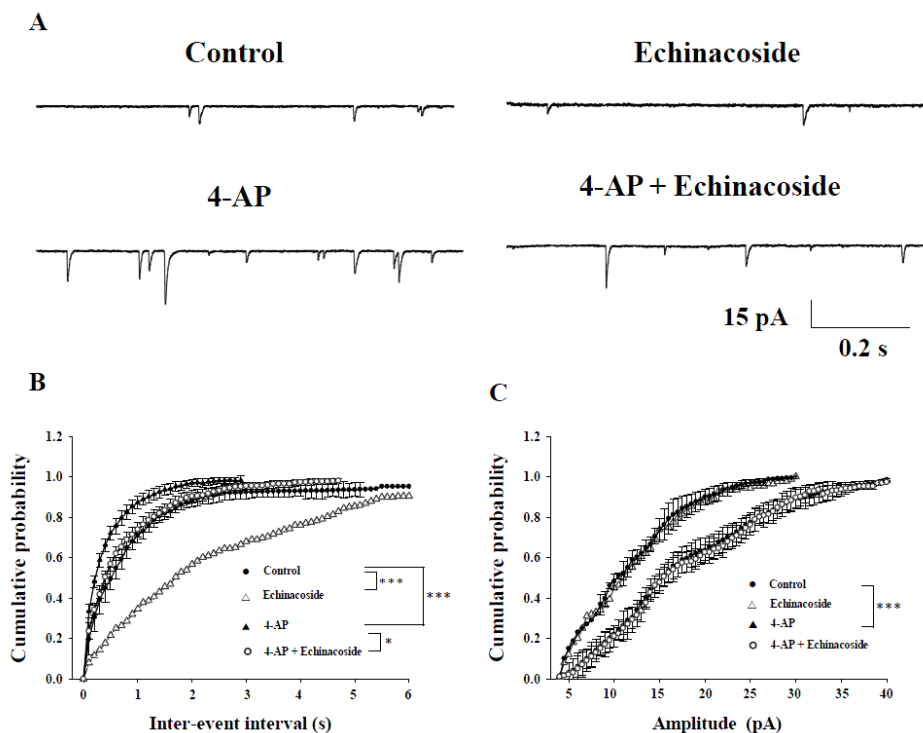 A
Control
Echinacoside
4-AP
4-AP + Echinacoside
15 pA
0.2 s
B
Cumulative probability
1.2
1.0
0.8
0.6
0.4
0.2
0.0
Control
Echinacoside
4-AP
4-AP + Echinacoside
***
***
*
0 1 2 3 4 5 6
Inter-event interval (s)
C
Cumulative probability
1.2
1.0
0.8
0.6
0.4
0.2
0.0
Control
Echinacoside
4-AP
4-AP + Echinacoside
***
5 10 15 20 25 30 35 40
Amplitude (pA)